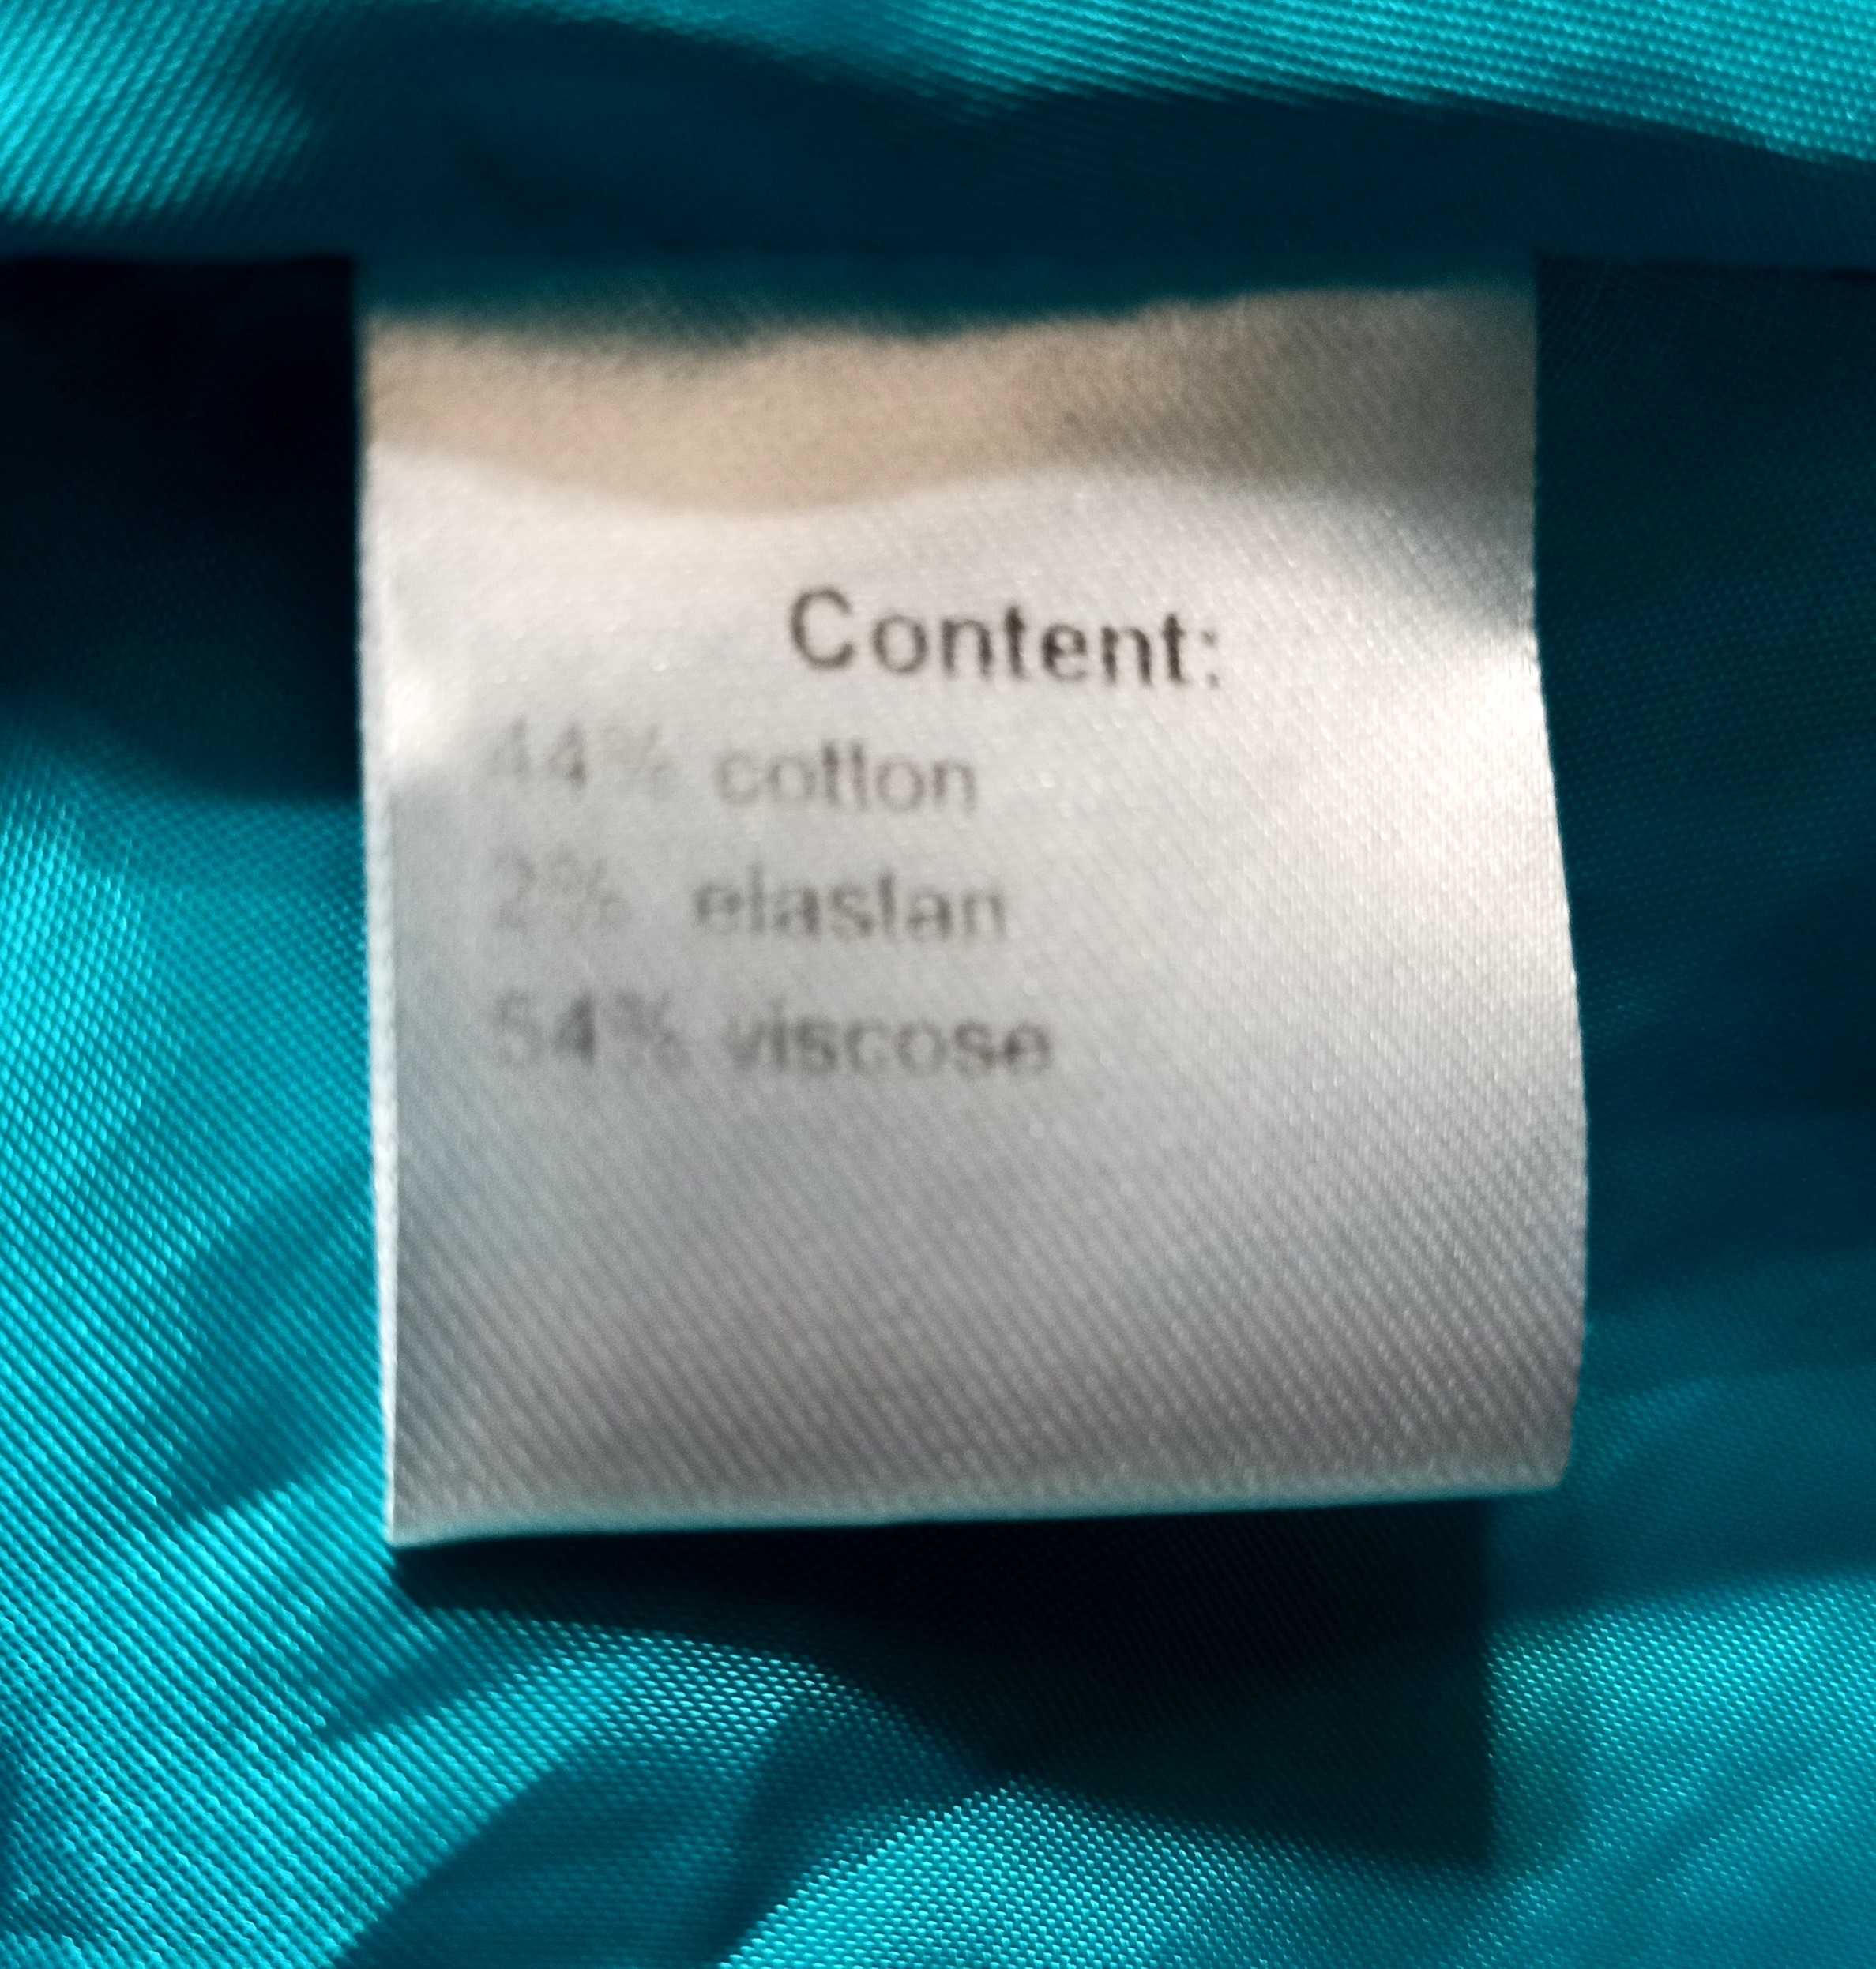 Content:
44% cotton
2% elastan
54% viscose